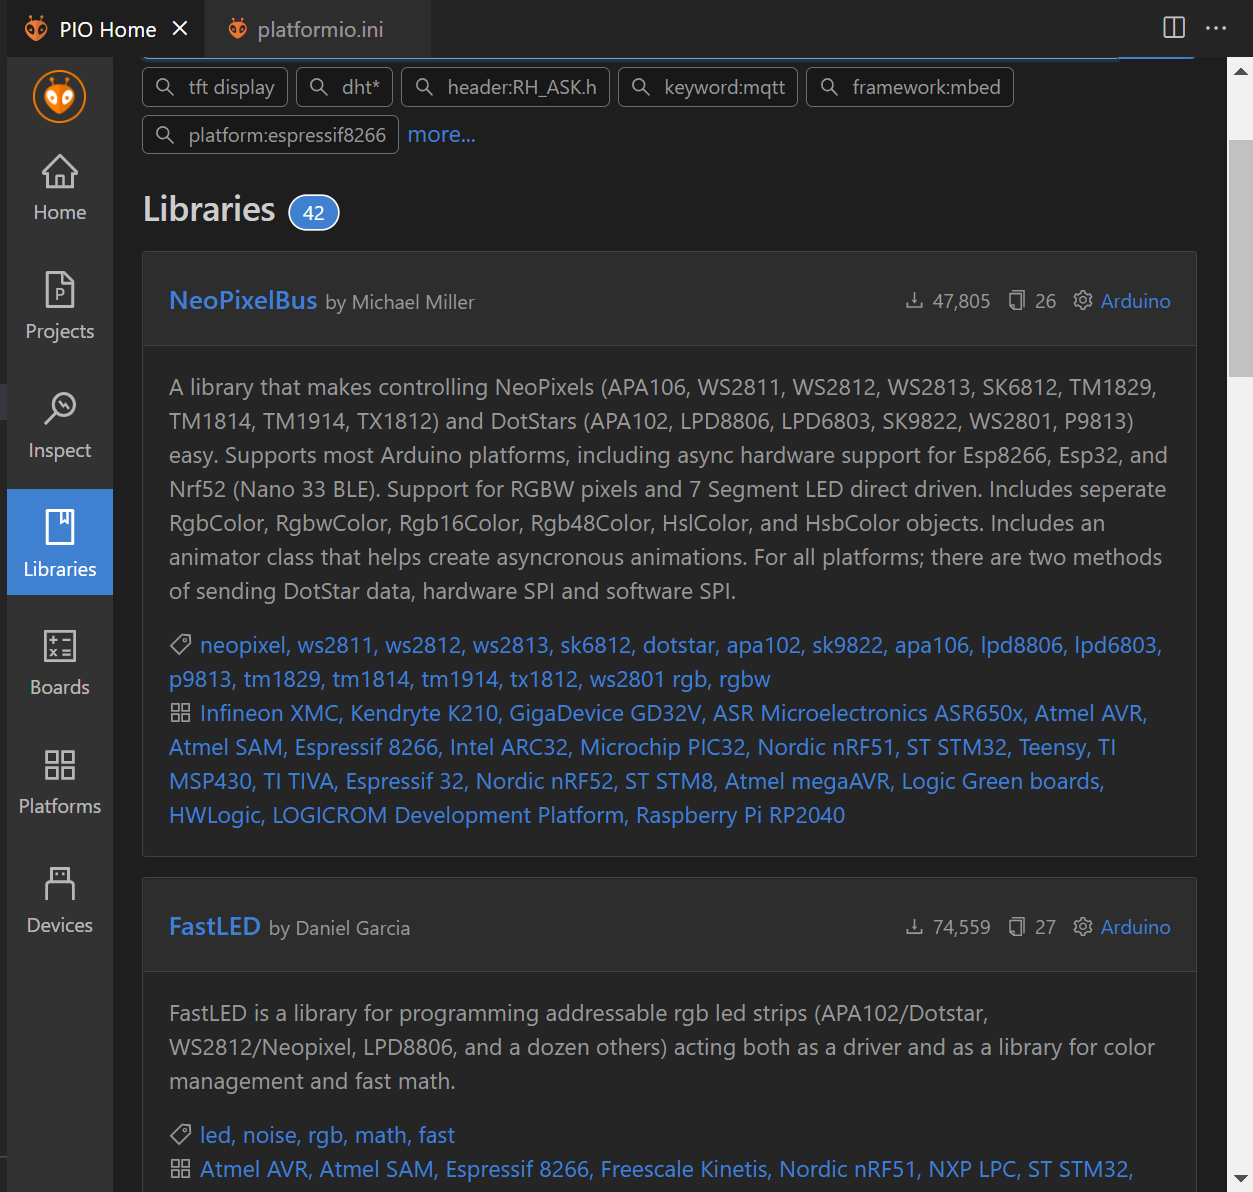 PIO Home
platformio.ini
tft display
dht*
header:RH_ASK.h
keyword:mqtt
framework:mbed
platform:espressif8266
more...
Home
Projects
Inspect
Libraries
Boards
Platforms
Devices
Libraries 42
NeoPixelBus by Michael Miller
47,805 26 Arduino
A library that makes controlling NeoPixels (APA106, WS2811, WS2812, WS2813, SK6812, TM1829,
TM1814, TM1914, TX1812) and DotStars (APA102, LPD8806, LPD6803, SK9822, WS2801, P9813)
easy. Supports most Arduino platforms, including async hardware support for Esp8266, Esp32, and
Nrf52 (Nano 33 BLE). Support for RGBW pixels and 7 Segment LED direct driven. Includes seperate
RgbColor, RgbwColor, Rgb16Color, Rgb48Color, HslColor, and HsbColor objects. Includes an
animator class that helps create asyncronous animations. For all platforms; there are two methods
of sending DotStar data, hardware SPI and software SPI.
neopixel, ws2811, ws2812, ws2813, sk6812, dotstar, apa102, sk9822, apa106, lpd8806, lpd6803,
p9813, tm1829, tm1814, tm1914, tx1812, ws2801 rgb, rgbw
Infineon XMC, Kendryte K210, GigaDevice GD32V, ASR Microelectronics ASR650x, Atmel AVR,
Atmel SAM, Espressif 8266, Intel ARC32, Microchip PIC32, Nordic nRF51, ST STM32, Teensy, TI
MSP430, TI TIVA, Espressif 32, Nordic nRF52, ST STM8, Atmel megaAVR, Logic Green boards,
HWLogic, LOGICROM Development Platform, Raspberry Pi RP2040
FastLED by Daniel Garcia
74,559 27 Arduino
FastLED is a library for programming addressable rgb led strips (APA102/Dotstar,
WS2812/Neopixel, LPD8806, and a dozen others) acting both as a driver and as a library for color
management and fast math.
led, noise, rgb, math, fast
Atmel AVR, Atmel SAM, Espressif 8266, Freescale Kinetis, Nordic nRF51, NXP LPC, ST STM32,